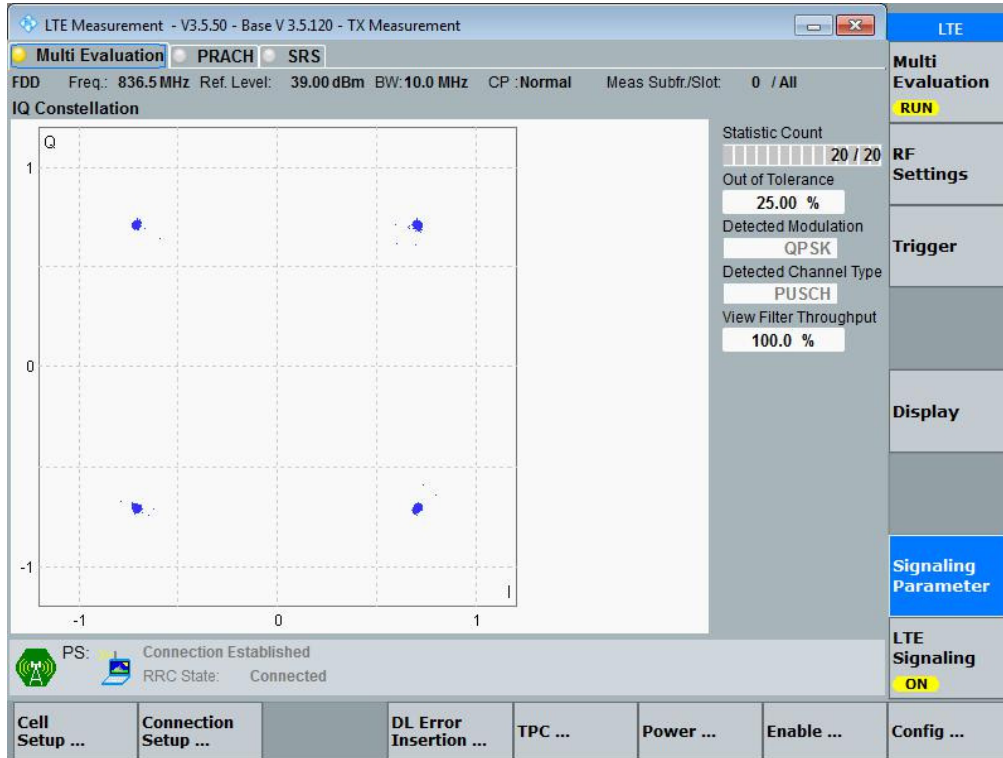 LTE Measurement - V3.5.50 - Base V 3.5.120 - TX Measurement
LTE
Multi Evaluation PRACH SRS
FDD Freq.: 836.5 MHz Ref. Level: 39.00 dBm BW: 10.0 MHz CP : Normal Meas Subfr./Slot: 0 / All
Multi
Evaluation
RUN
IQ Constellation
Q
1
0
-1
I
-1 0 1
Statistic Count
20 / 20
Out of Tolerance
25.00 %
Detected Modulation
QPSK
Detected Channel Type
PUSCH
View Filter Throughput
100.0 %
RF
Settings
Trigger
Display
Signaling
Parameter
PS:
Connection Established
RRC State: Connected
LTE
Signaling
ON
Cell
Setup ...
Connection
Setup ...
DL Error
Insertion ...
TPC ...
Power ...
Enable ...
Config ...